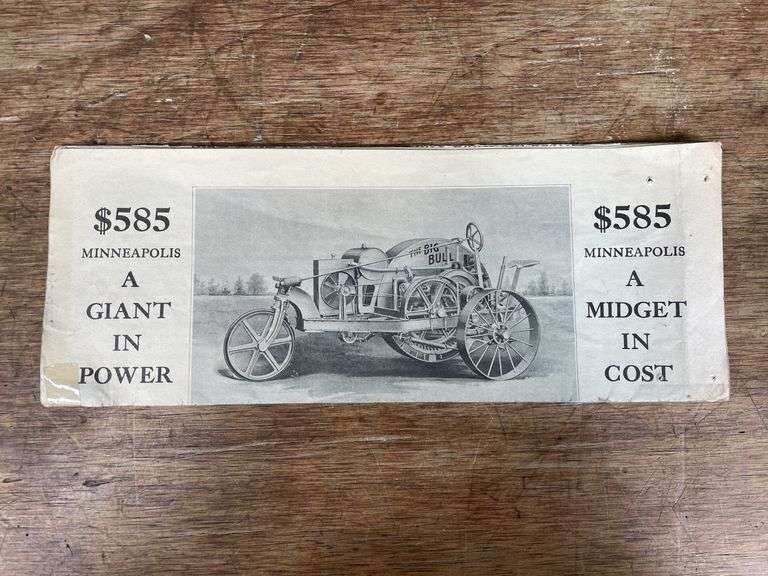 $585
MINNEAPOLIS
A
GIANT
IN
POWER
THE BIG
BULL
$585
MINNEAPOLIS
A
MIDGET
IN
COST